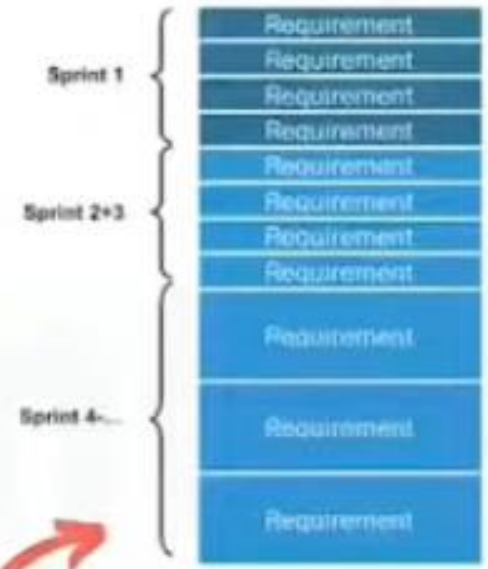 Requirement
Sprint 1
Requirement
Requirement
Requirement
Requirement
Sprint 2+3
Requirement
Requirement
Requirement
Requirement
Sprint 4-...
Requirement
Requirement